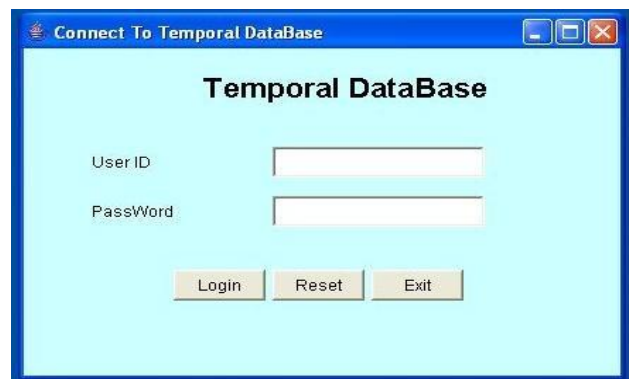 Connect To Temporal DataBase
Temporal DataBase
User ID
PassWord
Login Reset Exit